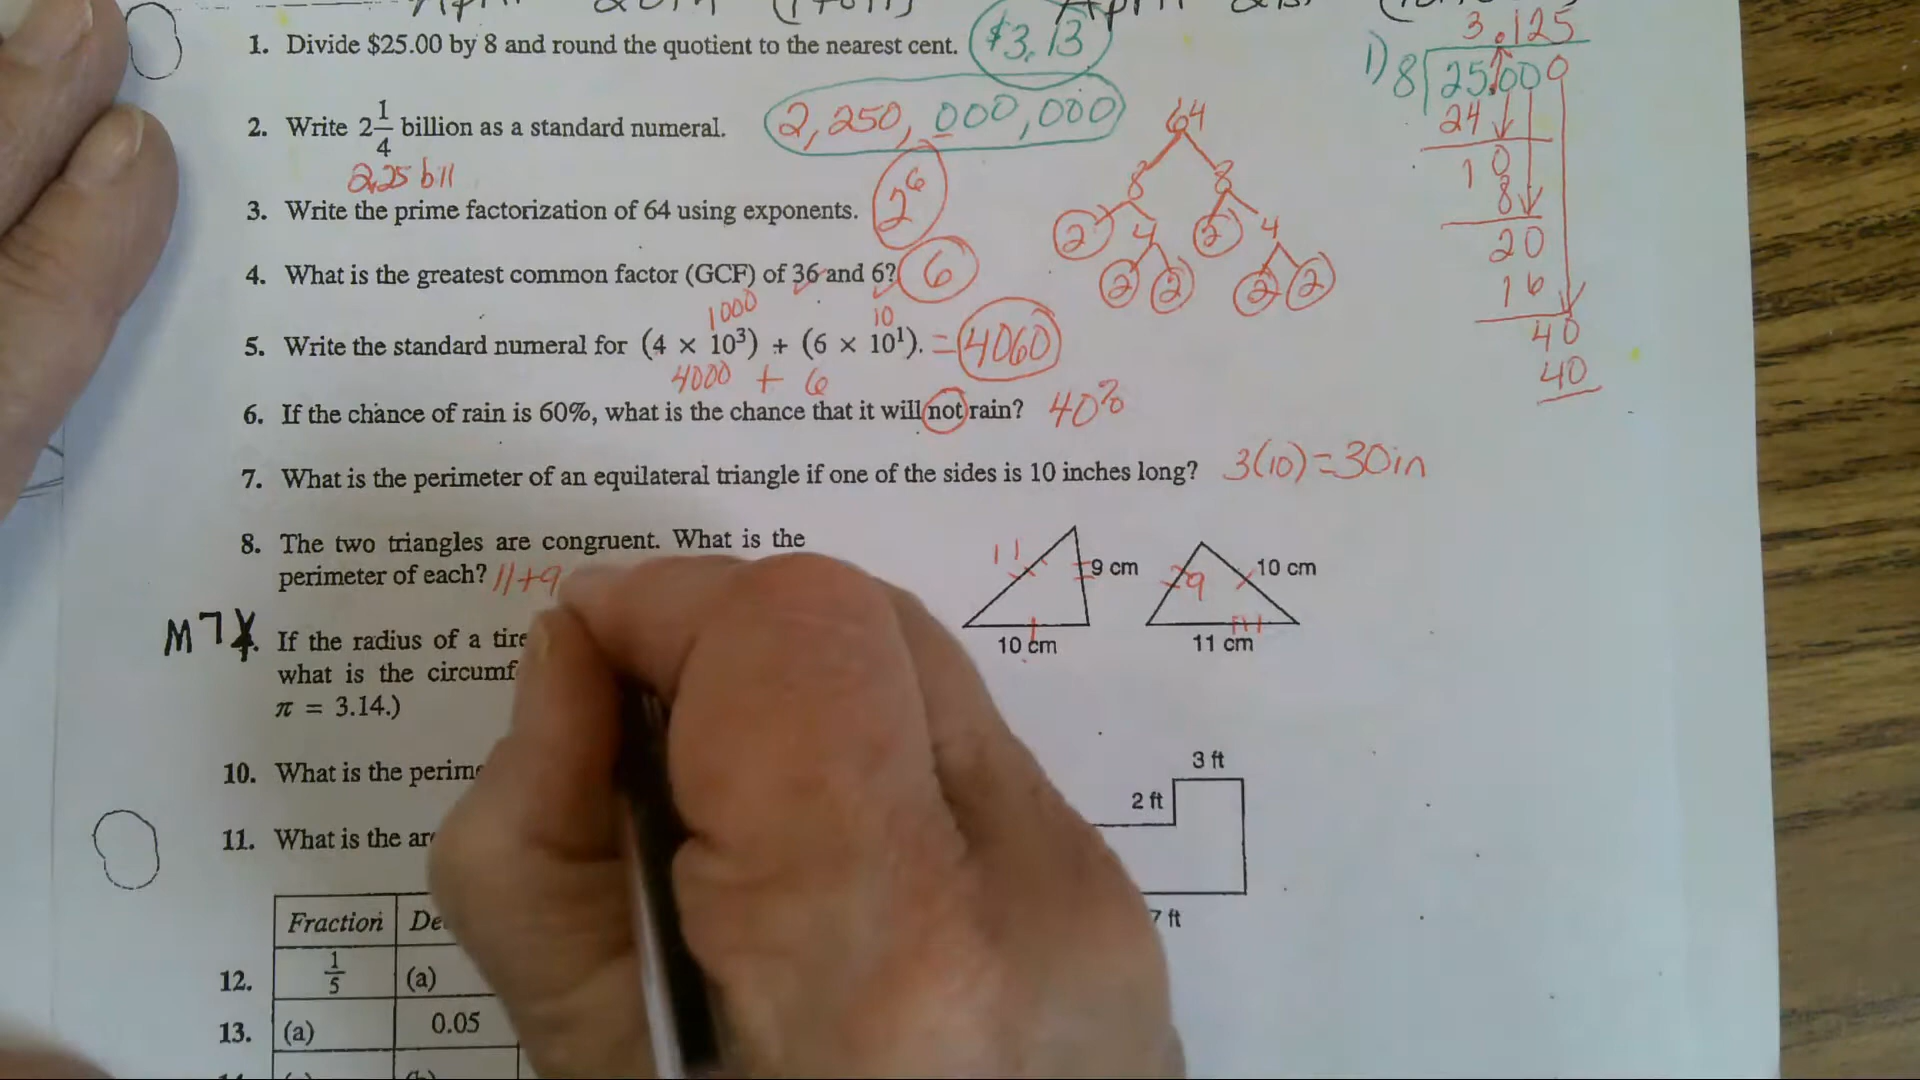 1. Divide $25.00 by 8 and round the quotient to the nearest cent. $3.13
3.125
1) 8 25.000
24
10
8
20
16
40
40
2. Write 2 1/4 billion as a standard numeral. 2,250,000,000
2.25 bill
64
8 8
2 4 2 4
2 2 2 2
3. Write the prime factorization of 64 using exponents. 2^6
4. What is the greatest common factor (GCF) of 36 and 6? 6
1000 10
5. Write the standard numeral for (4 × 10³) + (6 × 10¹). = 4060
4000 + 6
6. If the chance of rain is 60%, what is the chance that it will not rain? 40%
7. What is the perimeter of an equilateral triangle if one of the sides is 10 inches long? 3(10)=30in
8. The two triangles are congruent. What is the
perimeter of each? 11+9
11 9 cm 9 10 cm
10 cm 11 cm
M7
If the radius of a tire
what is the
π = 3.14.)
10. What is the
11. What is the
3 ft
2 ft
7 ft
Fraction
12. 1/5 (a)
13. (a) 0.05